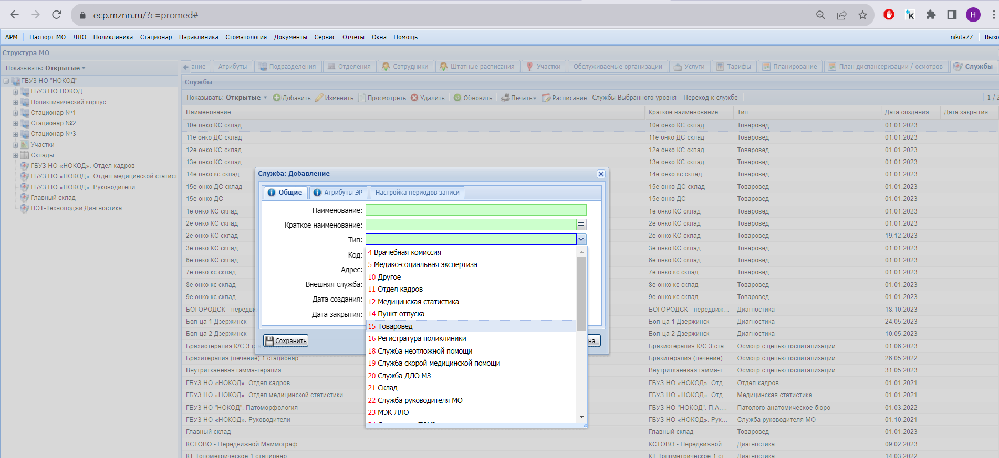 ecp.mznn.ru/?c=promed#
K
H
АРМ Паспорт МО ЛЛО Поликлиника Стационар Параклиника Стоматология Документы Сервис Отчеты Окна Помощь nikita77 Выхо
Структура МО
Показывать: Открытые
ГБУЗ НО "НОКОД"
ГБУЗ НО НОКОД
Поликлинический корпус
Стационар №1
Стационар №2
Стационар №3
Участки
Склады
ГБУЗ НО «НОКОД». Отдел кадров
ГБУЗ НО «НОКОД». Отдел медицинской статист
ГБУЗ НО «НОКОД». Руководители
Главный склад
ПЭТ-Технолоджи Диагностика
ание Атрибуты Подразделения Отделения Сотрудники Штатные расписания Участки Обслуживаемые организации Услуги Тарифы Планирование План диспансеризации / осмотров Службы
Службы
Показывать: Открытые Добавить Изменить Просмотреть Удалить Обновить Печать Расписание Службы Выбранного уровня Переход к службе 1 / 2
Наименование Краткое наименование Тип Дата создания Дата закрытия
10е онко КС склад 10е онко КС склад Товаровед 01.01.2023
11е онко ДС склад 11е онко ДС склад Товаровед 01.01.2023
12е онко КС склад 12е онко КС склад Товаровед 01.01.2023
13е онко КС склад 13е онко КС склад Товаровед 01.01.2023
14е онко кс склад 14е онко кс склад Товаровед 01.01.2023
15е онко ДС склад 15е онко ДС склад Товаровед 01.01.2023
15е онко ДС 15е онко ДС Товаровед 01.01.2023
1е онко КС склад 1е онко КС склад Товаровед 01.01.2023
2е онко КС склад 2е онко КС склад Товаровед 01.01.2023
2е онко КС склад 2е онко КС склад Товаровед 19.12.2023
3е онко КС склад 3е онко КС склад Товаровед 01.01.2023
6е онко КС склад 6е онко КС склад Товаровед 01.01.2023
7е онко кс склад 7е онко кс склад Товаровед 01.01.2023
8е онко кс склад 8е онко кс склад Товаровед 01.01.2023
9е онко кс склад 9е онко кс склад Товаровед 01.01.2023
БОГОРОДСК - передви БОГОРОДСК - передвиж... Диагностика 18.10.2023
Бол-ца 1 Дзержинск Бол-ца 1 Дзержинск Диагностика 24.05.2023
Бол-ца 2 Дзержинск Бол-ца 2 Дзержинск Диагностика 10.05.2023
Брахиотерапия К/С 3 ст Брахиотерапия К/С 3 ста... Осмотр с целью госпитализации 01.06.2023
Брахитерапия (лечение) 1 стационар Брахитерапия (лечение) ... Осмотр с целью госпитализации 26.05.2022
Внутритканевая гамма-терапия Внутритканевая гамма-т... Осмотр с целью госпитализации 31.05.2023
ГБУЗ НО «НОКОД». Отдел кадров ГБУЗ НО «НОКОД». Отд... Отдел кадров 01.01.2021
ГБУЗ НО «НОКОД». Отдел медицинской статистики ГБУЗ НО «НОКОД». Отд... Медицинская статистика 01.01.2021
ГБУЗ НО "НОКОД". Патоморфология ГБУЗ НО "НОКОД". П.А.... Патолого-анатомическое бюро 01.03.2022
ГБУЗ НО «НОКОД». Руководители ГБУЗ НО «НОКОД». Рук... Служба руководителя МО 01.10.2021
Главный склад Главный склад Товаровед 01.01.2023
КСТОВО - Передвижной Маммограф КСТОВО - Передвижной ... Диагностика 09.02.2023
КТ Топометрическое 1 стационар КТ Топометрическое 1 ст Диагностика 14.03.2022
Служба: Добавление
Общие Атрибуты ЭР Настройка периодов записи
Наименование:
Краткое наименование:
Тип:
Код:
Адрес:
Внешняя служба:
Дата создания:
Дата закрытия:
4 Врачебная комиссия
5 Медико-социальная экспертиза
10 Другое
11 Отдел кадров
12 Медицинская статистика
14 Пункт отпуска
15 Товаровед
16 Регистратура поликлиники
18 Служба неотложной помощи
19 Служба скорой медицинской помощи
20 Служба ДЛО МЗ
21 Склад
22 Служба руководителя МО
23 МЭК ЛЛО
Сохранить на